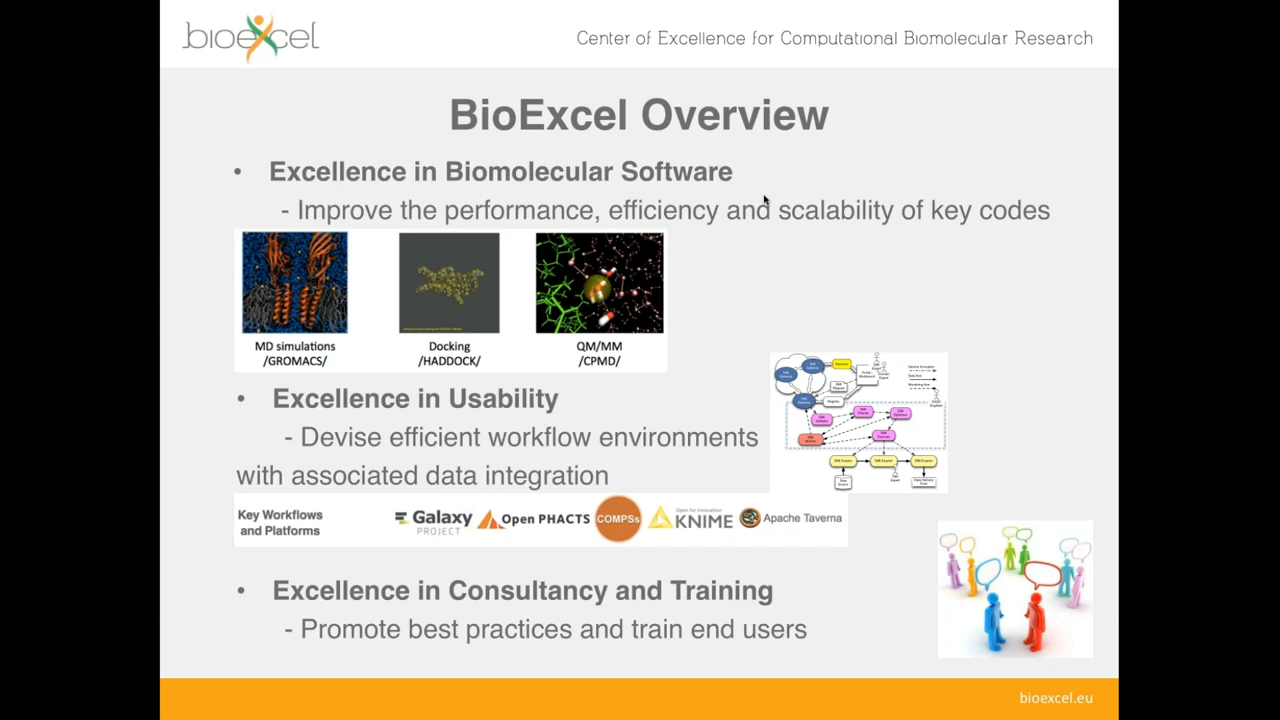 bioexcel
Center of Excellence for Computational Biomolecular Research
BioExcel Overview
• Excellence in Biomolecular Software
- Improve the performance, efficiency and scalability of key codes
MD simulations
/GROMACS/
Docking
/HADDOCK/
QM/MM
/CPMD/
• Excellence in Usability
- Devise efficient workflow environments
with associated data integration
Key Workflows
and Platforms
Galaxy
PROJECT
Open PHACTS
COMPSs
Open for Innovation
KNIME
Apache Taverna
• Excellence in Consultancy and Training
- Promote best practices and train end users
bioexcel.eu